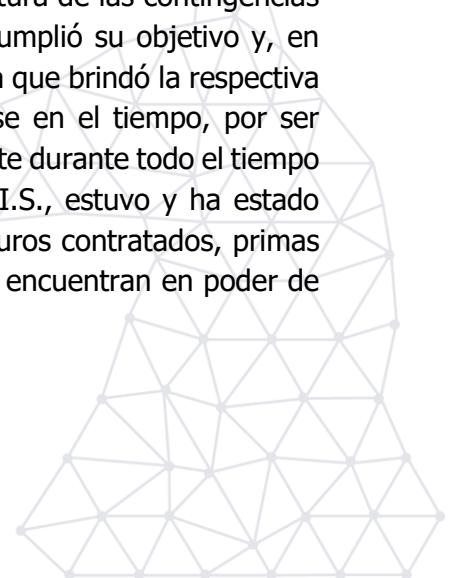 tura de las contingencias
umplió su objetivo y, en
que brindó la respectiva
se en el tiempo, por ser
te durante todo el tiempo
I.S., estuvo y ha estado
uros contratados, primas
encuentran en poder de